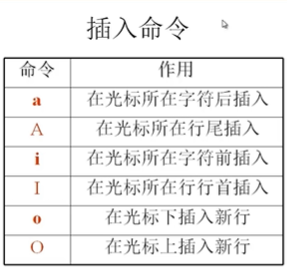 插入命令
命令 作用
a 在光标所在字符后插入
A 在光标所在行尾插入
i 在光标所在字符前插入
I 在光标所在行行首插入
o 在光标下插入新行
O 在光标上插入新行